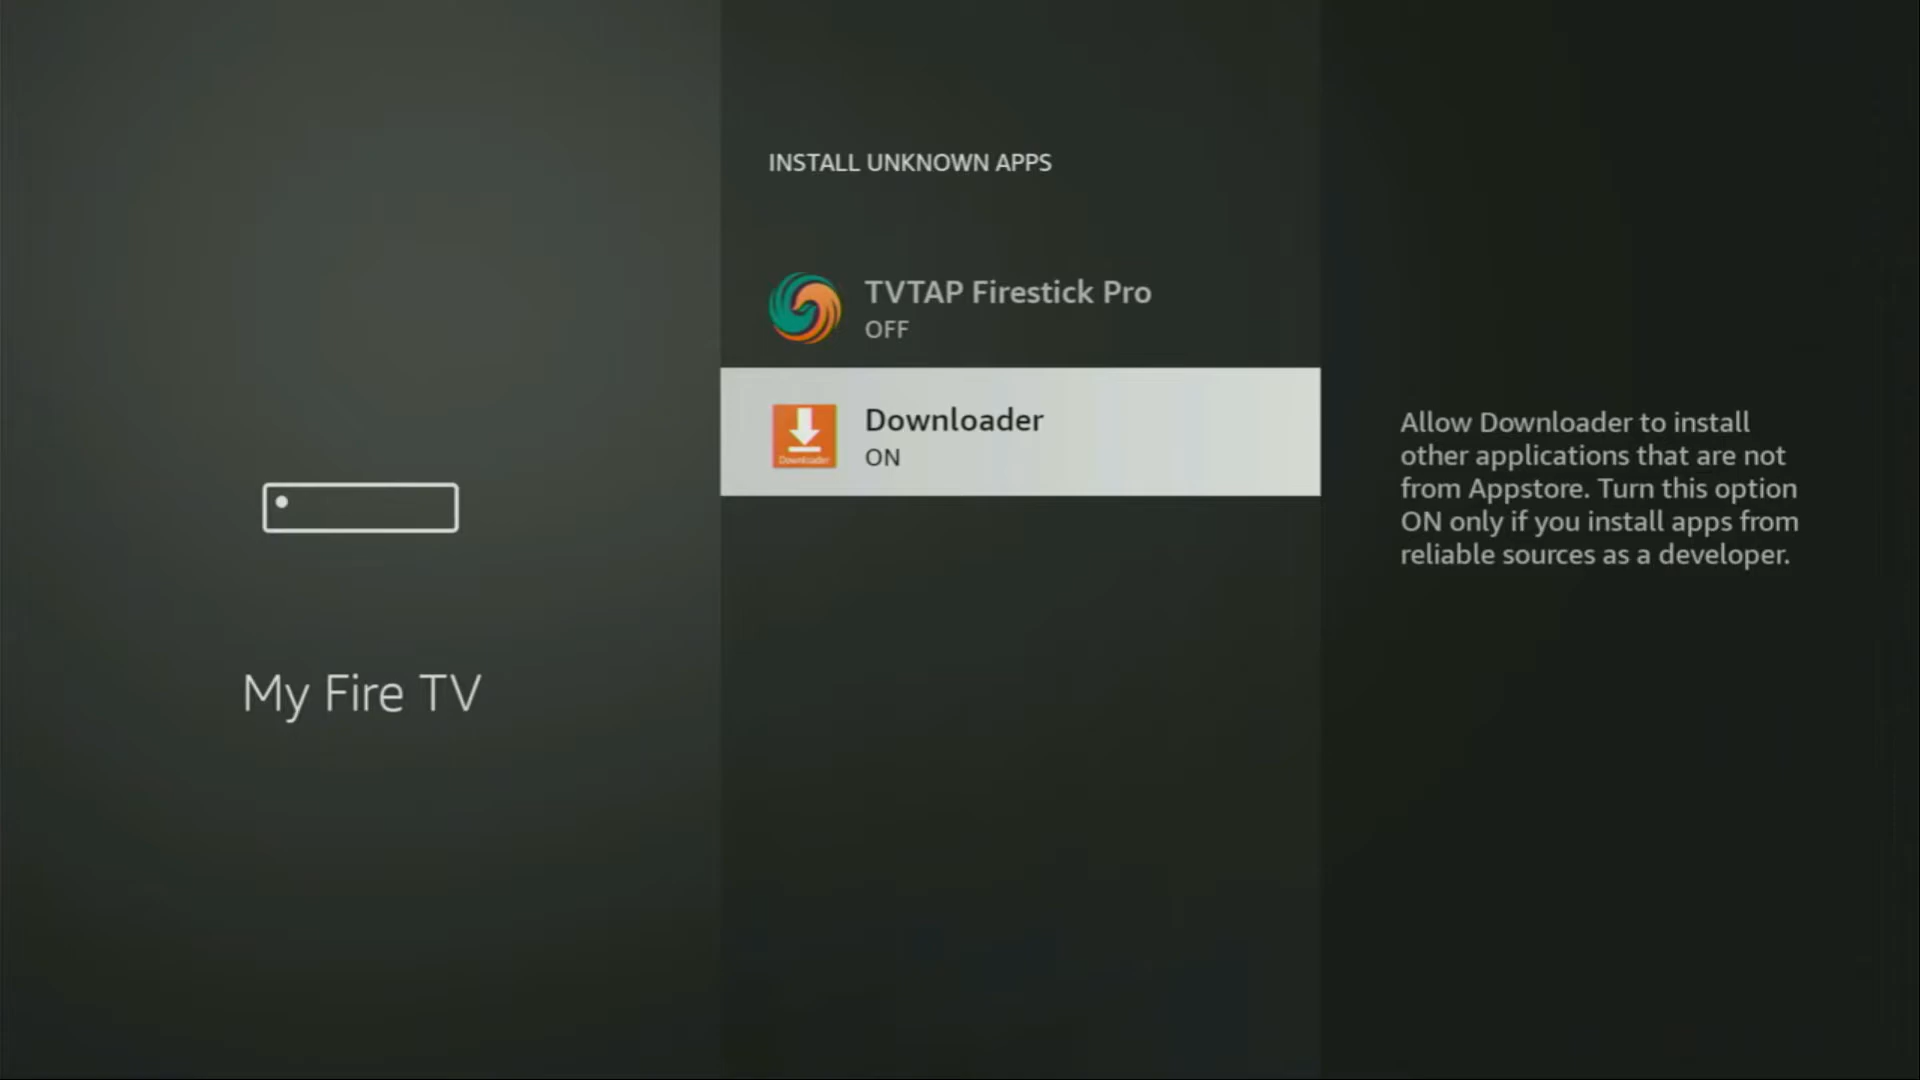 INSTALL UNKNOWN APPS
TVTAP Firestick Pro
OFF
Downloader
Downloader
ON
Allow Downloader to install
other applications that are not
from Appstore. Turn this option
ON only if you install apps from
reliable sources as a developer.
My Fire TV